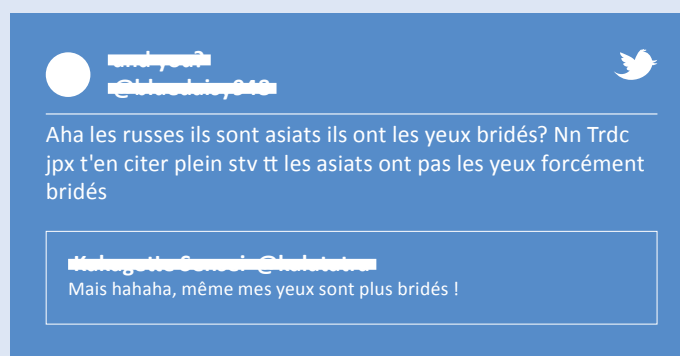 Aha les russes ils sont asiats ils ont les yeux bridés? Nn Trdc
jpx t'en citer plein stv tt les asiats ont pas les yeux forcément
bridés
Mais hahaha, même mes yeux sont plus bridés !